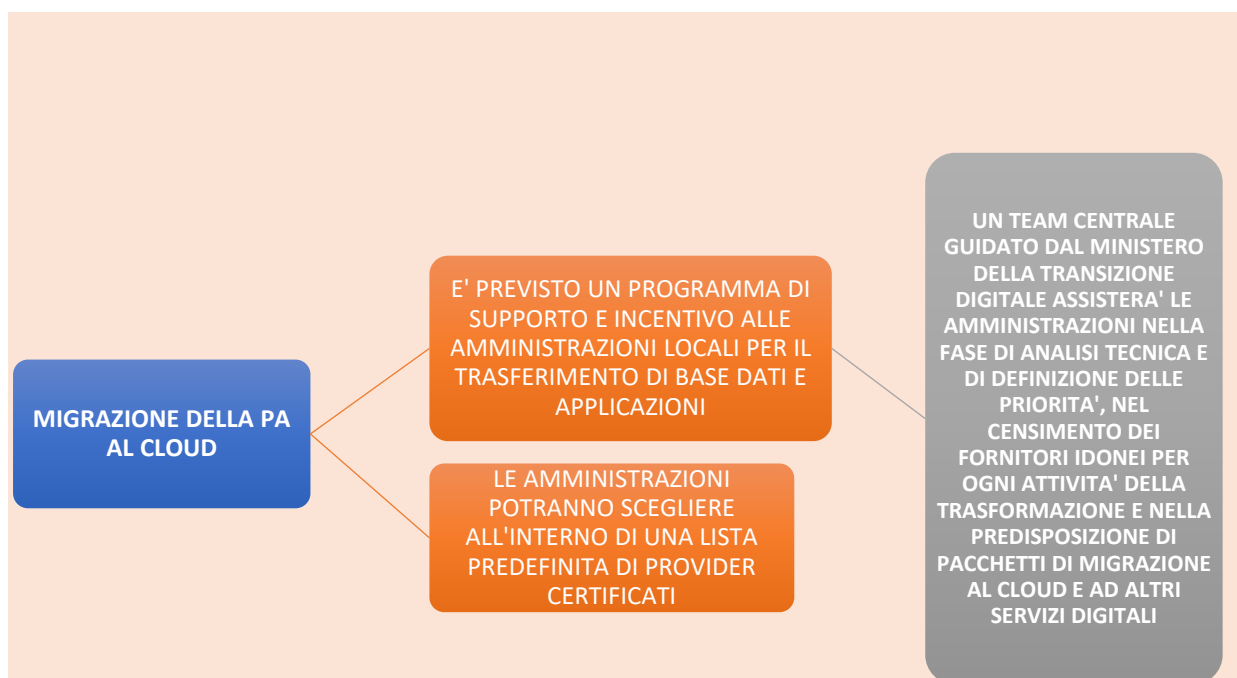 MIGRAZIONE DELLA PA
AL CLOUD
E' PREVISTO UN PROGRAMMA DI
SUPPORTO E INCENTIVO ALLE
AMMINISTRAZIONI LOCALI PER IL
TRASFERIMENTO DI BASE DATI E
APPLICAZIONI
LE AMMINISTRAZIONI
POTRANNO SCEGLIERE
ALL'INTERNO DI UNA LISTA
PREDEFINITA DI PROVIDER
CERTIFICATI
UN TEAM CENTRALE
GUIDATO DAL MINISTERO
DELLA TRANSIZIONE
DIGITALE ASSISTERA' LE
AMMINISTRAZIONI NELLA
FASE DI ANALISI TECNICA E
DI DEFINIZIONE DELLE
PRIORITA', NEL
CENSIMENTO DEI
FORNITORI IDONEI PER
OGNI ATTIVITA' DELLA
TRASFORMAZIONE E NELLA
PREDISPOSIZIONE DI
PACCHETTI DI MIGRAZIONE
AL CLOUD E AD ALTRI
SERVIZI DIGITALI